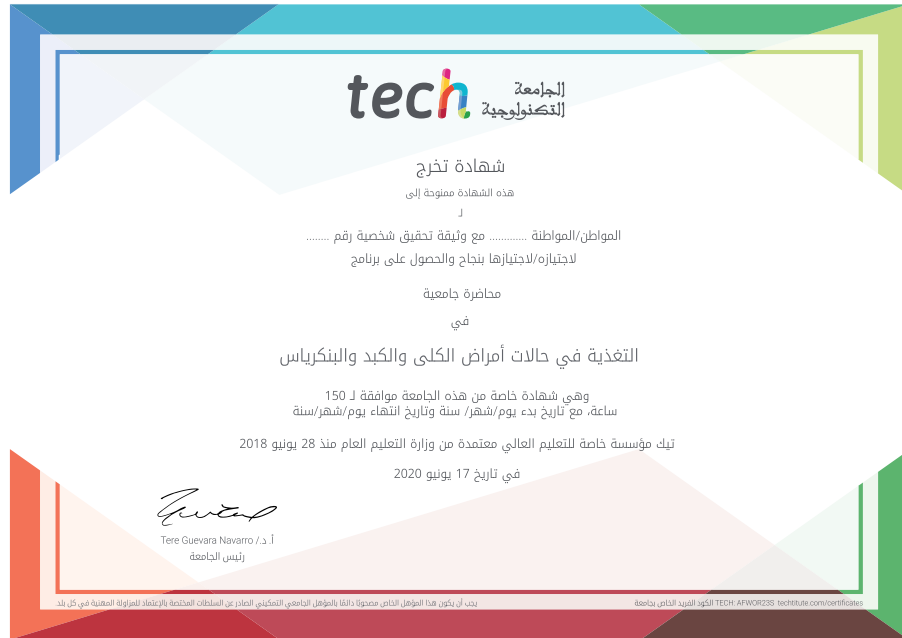 tech الجامعة
التكنولوجية
شهادة تخرج
هذه الشهادة ممنوحة إلى
لـ
المواطن/المواطنة ............ مع وثيقة تحقيق شخصية رقم ........
لاجتيازه/لاجتيازها بنجاح والحصول على برنامج
محاضرة جامعية
في
التغذية في حالات أمراض الكلى والكبد والبنكرياس
وهي شهادة خاصة من هذه الجامعة موافقة لـ 150
ساعة، مع تاريخ بدء يوم/شهر/ سنة وتاريخ انتهاء يوم/شهر/سنة
تيك مؤسسة خاصة للتعليم العالي معتمدة من وزارة التعليم العام منذ 28 يونيو 2018
في تاريخ 17 يونيو 2020
أ. د./ Tere Guevara Navarro
رئيس الجامعة
يجب أن يكون هذا المؤهل الخاص مصحوبًا دائمًا بالمؤهل الجامعي التمكيني الصادر عن السلطات المختصة بالإعتماد للمزاولة المهنية في كل بلد.
الكود الفريد الخاص بجامعة TECH: AFWOR23S techtitute.com/certificates